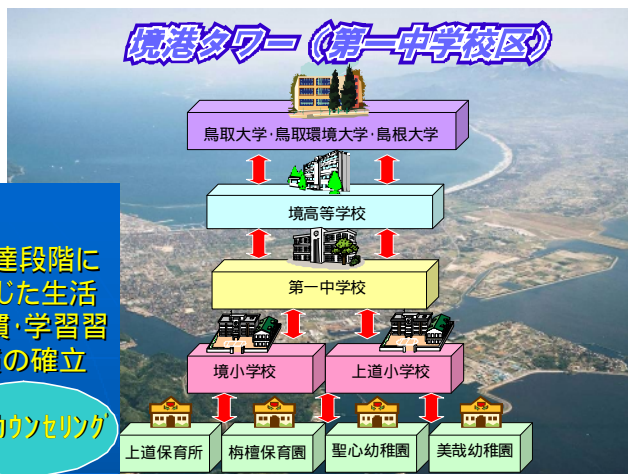 境港タワー（第一中学校区）
鳥取大学･鳥取環境大学･島根大学
境高等学校
第一中学校
境小学校
上道小学校
上道保育所
栴檀保育園
聖心幼稚園
美哉幼稚園
達段階に
じた生活
慣･学習習
の確立
カウンセリング